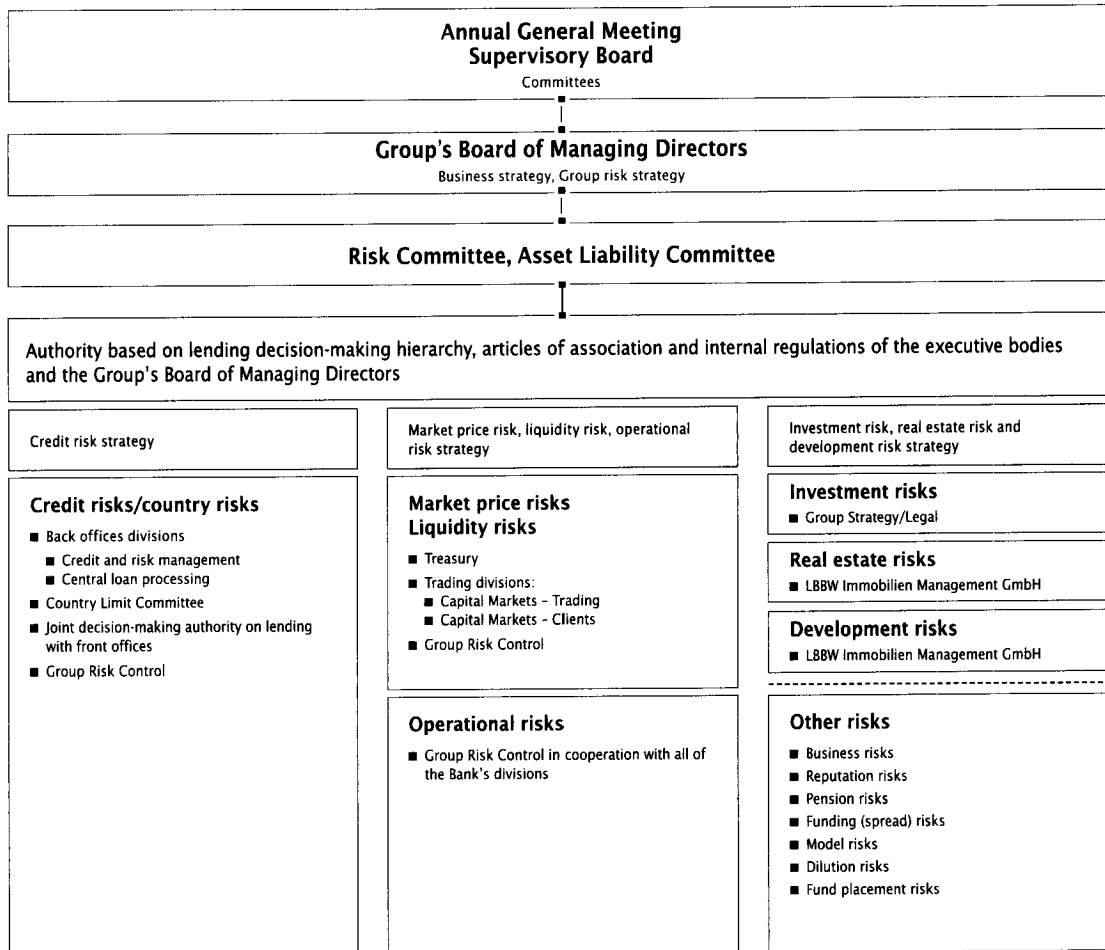 Annual General Meeting
Supervisory Board
Committees
Group's Board of Managing Directors
Business strategy, Group risk strategy
Risk Committee, Asset Liability Committee
Authority based on lending decision-making hierarchy, articles of association and internal regulations of the executive bodies
and the Group's Board of Managing Directors
Credit risk strategy
Credit risks/country risks
■ Back offices divisions
■ Credit and risk management
■ Central loan processing
■ Country Limit Committee
■ Joint decision-making authority on lending
with front offices
■ Group Risk Control
Market price risk, liquidity risk, operational
risk strategy
Market price risks
Liquidity risks
■ Treasury
■ Trading divisions:
■ Capital Markets – Trading
■ Capital Markets – Clients
■ Group Risk Control
Operational risks
■ Group Risk Control in cooperation with all of
the Bank's divisions
Investment risk, real estate risk and
development risk strategy
Investment risks
■ Group Strategy/Legal
Real estate risks
■ LBBW Immobilien Management GmbH
Development risks
■ LBBW Immobilien Management GmbH
Other risks
■ Business risks
■ Reputation risks
■ Pension risks
■ Funding (spread) risks
■ Model risks
■ Dilution risks
■ Fund placement risks